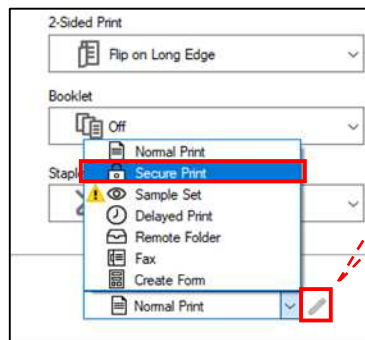 2-Sided Print
Flip on Long Edge
Booklet
Off
Normal Print
Staple
Secure Print
Sample Set
Delayed Print
Remote Folder
Fax
Create Form
Normal Print